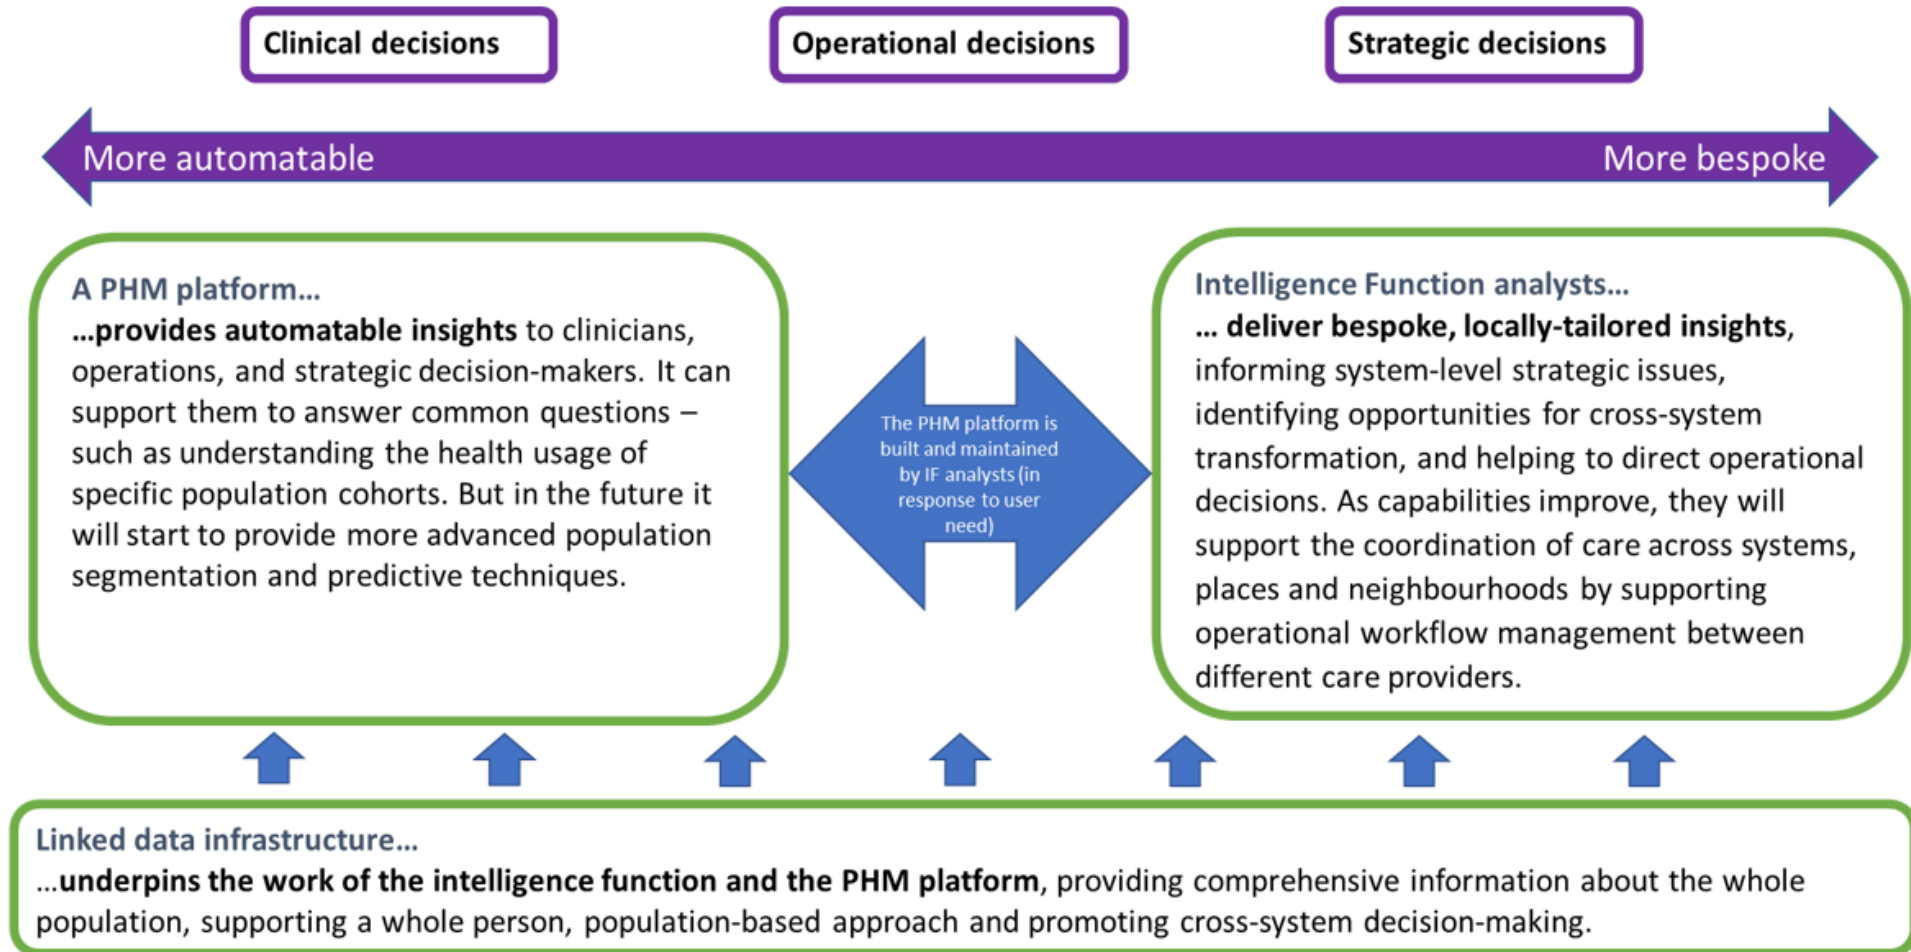 Clinical decisions
Operational decisions
Strategic decisions
More automatable
More bespoke
A PHM platform...
...provides automatable insights to clinicians,
operations, and strategic decision-makers. It can
support them to answer common questions –
such as understanding the health usage of
specific population cohorts. But in the future it
will start to provide more advanced population
segmentation and predictive techniques.
The PHM platform is
built and maintained
by IF analysts (in
response to user
need)
Intelligence Function analysts...
... deliver bespoke, locally-tailored insights,
informing system-level strategic issues,
identifying opportunities for cross-system
transformation, and helping to direct operational
decisions. As capabilities improve, they will
support the coordination of care across systems,
places and neighbourhoods by supporting
operational workflow management between
different care providers.
Linked data infrastructure...
...underpins the work of the intelligence function and the PHM platform, providing comprehensive information about the whole
population, supporting a whole person, population-based approach and promoting cross-system decision-making.